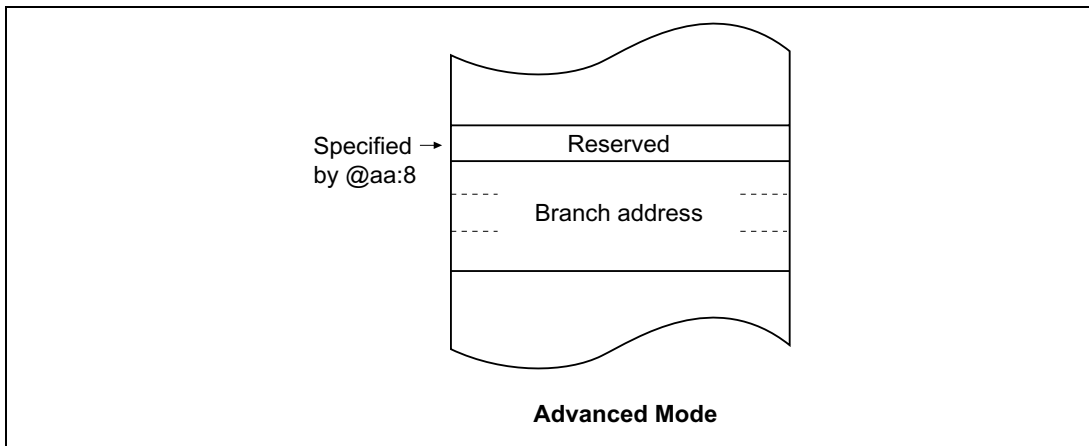 Reserved
Specified →
by @aa:8
Branch address
Advanced Mode